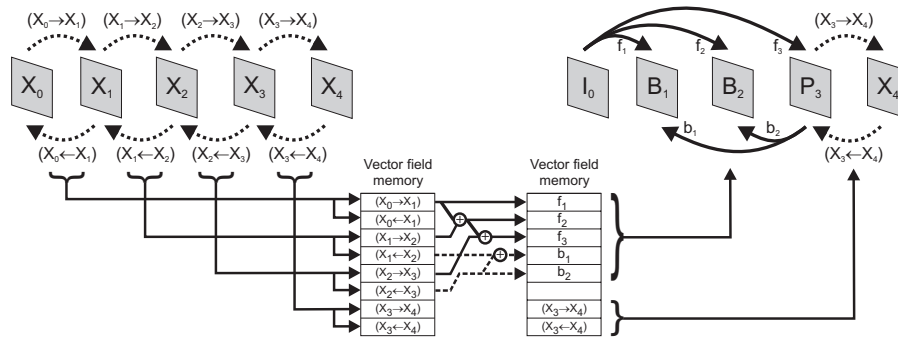 (X₀→X₁) (X₁→X₂) (X₂→X₃) (X₃→X₄)
X₀ X₁ X₂ X₃ X₄
(X₀←X₁) (X₁←X₂) (X₂←X₃) (X₃←X₄)
f₁ f₂ f₃ (X₃→X₄)
I₀ B₁ B₂ P₃ X₄
b₁ b₂ (X₃←X₄)
Vector field
memory
(X₀→X₁)
(X₀←X₁)
(X₁→X₂)
(X₁←X₂)
(X₂→X₃)
(X₂←X₃)
(X₃→X₄)
(X₃←X₄)
+
+
+
Vector field
memory
f₁
f₂
f₃
b₁
b₂
(X₃→X₄)
(X₃←X₄)